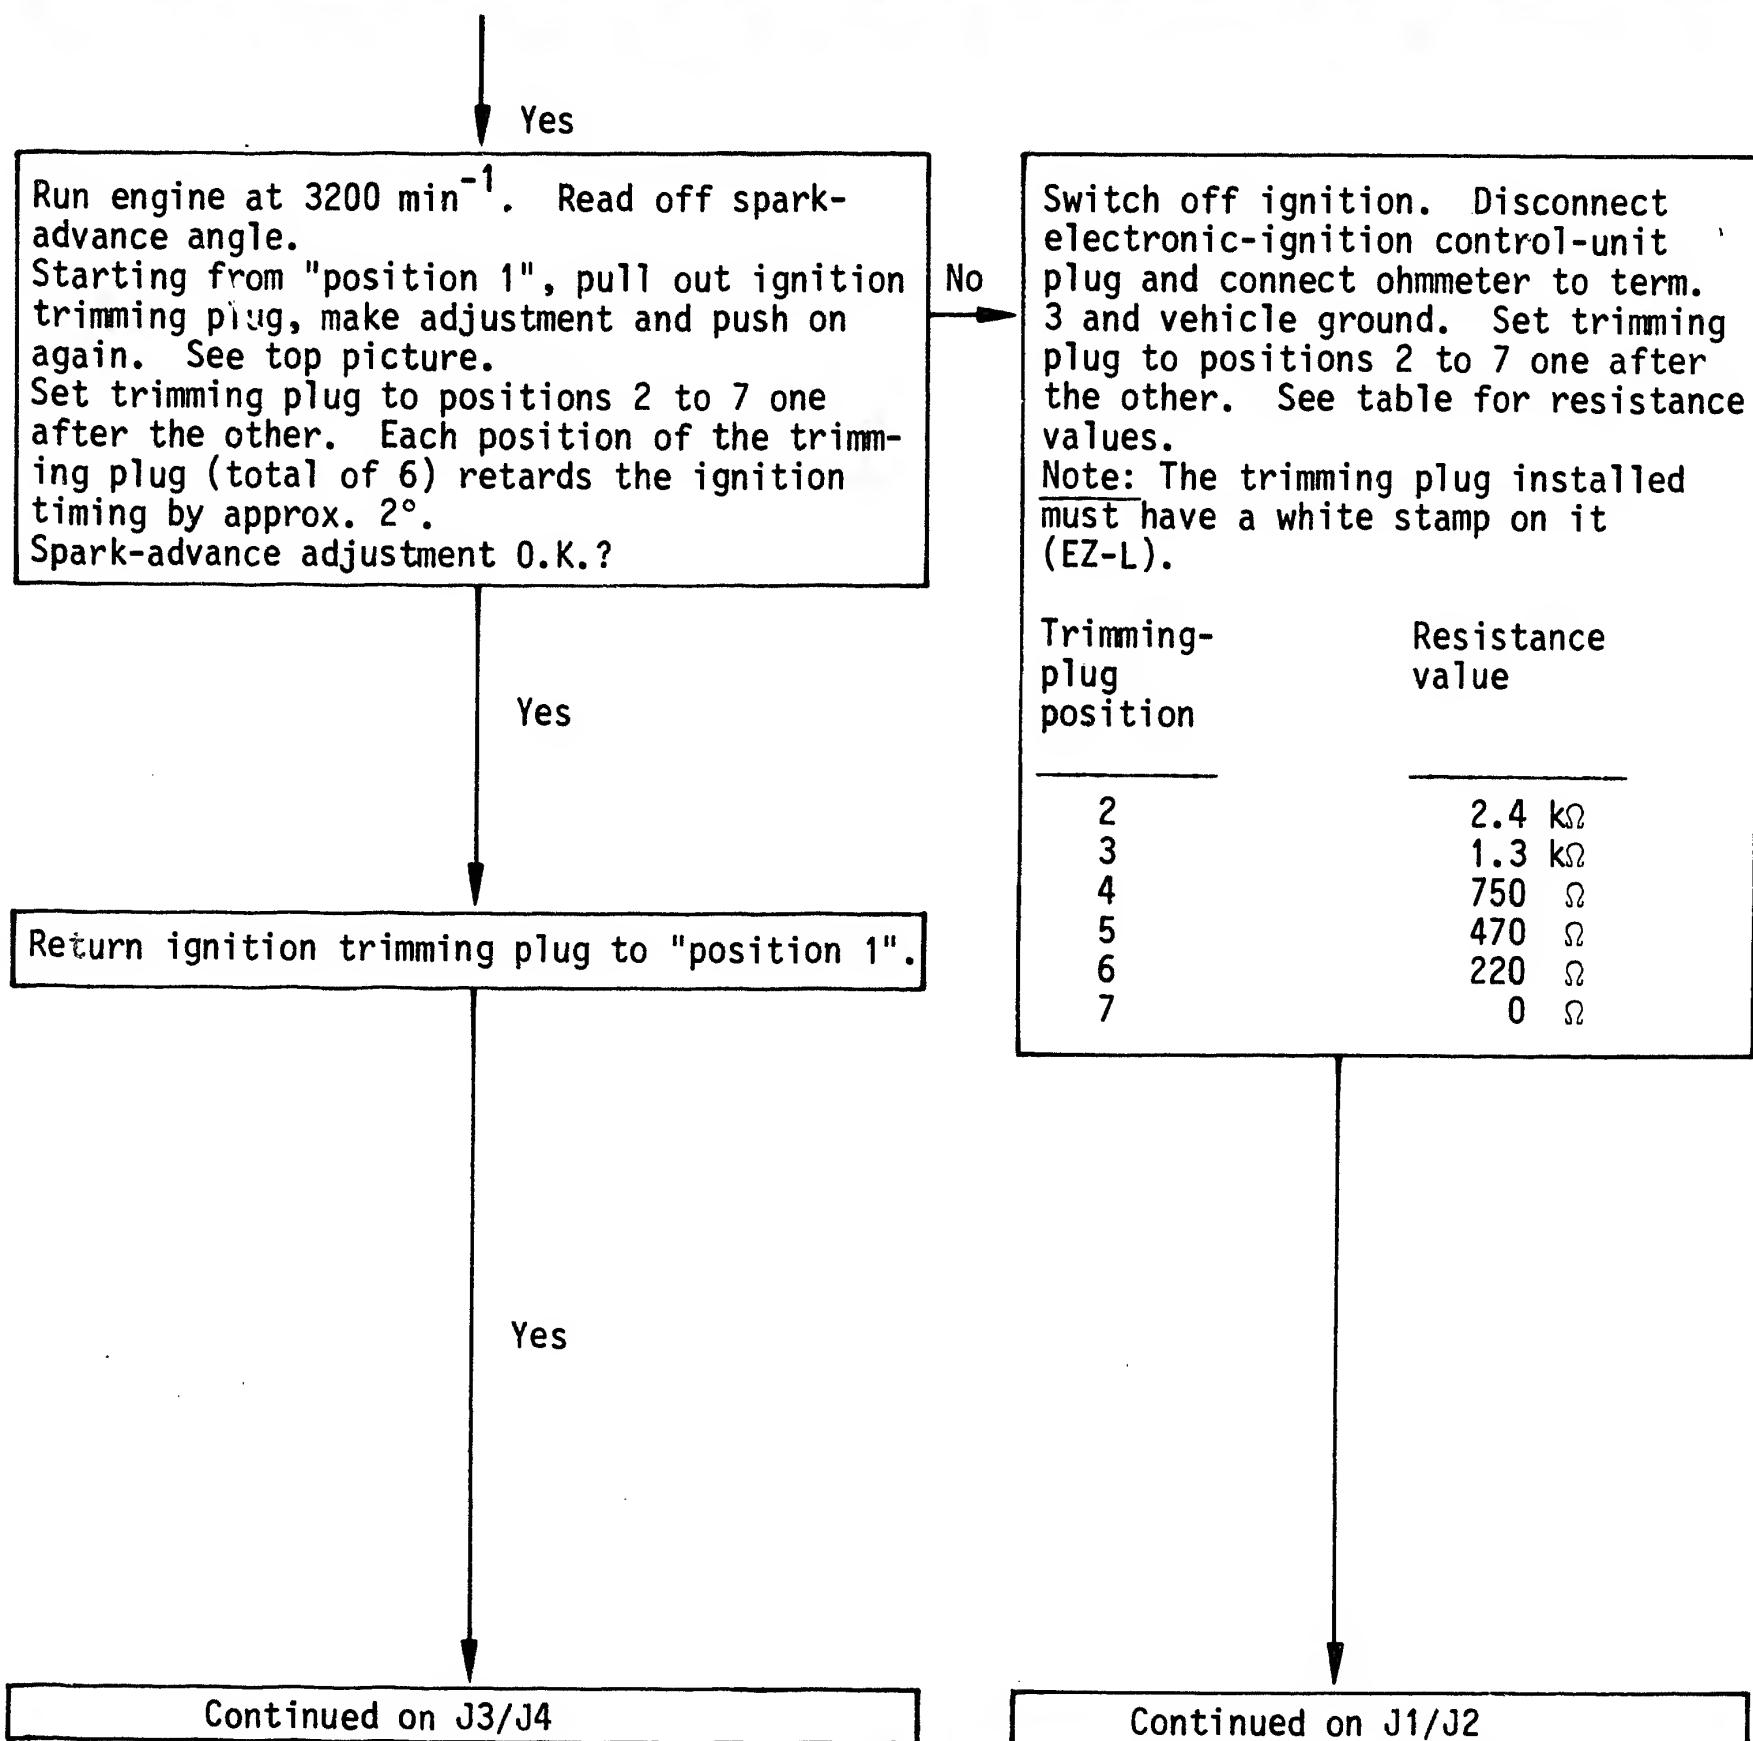 Yes
Run engine at 3200 min⁻¹. Read off spark-
advance angle.
Starting from "position 1", pull out ignition
trimming plug, make adjustment and push on
again. See top picture.
Set trimming plug to positions 2 to 7 one
after the other. Each position of the trimm-
ing plug (total of 6) retards the ignition
timing by approx. 2°.
Spark-advance adjustment O.K.?
No
Switch off ignition. Disconnect
electronic-ignition control-unit
plug and connect ohmmeter to term.
3 and vehicle ground. Set trimming
plug to positions 2 to 7 one after
the other. See table for resistance
values.
Note: The trimming plug installed
must have a white stamp on it
(EZ-L).
Trimming- Resistance
plug value
position
2 2.4 kΩ
3 1.3 kΩ
4 750 Ω
5 470 Ω
6 220 Ω
7 0 Ω
Yes
Return ignition trimming plug to "position 1".
Yes
Continued on J3/J4
Continued on J1/J2